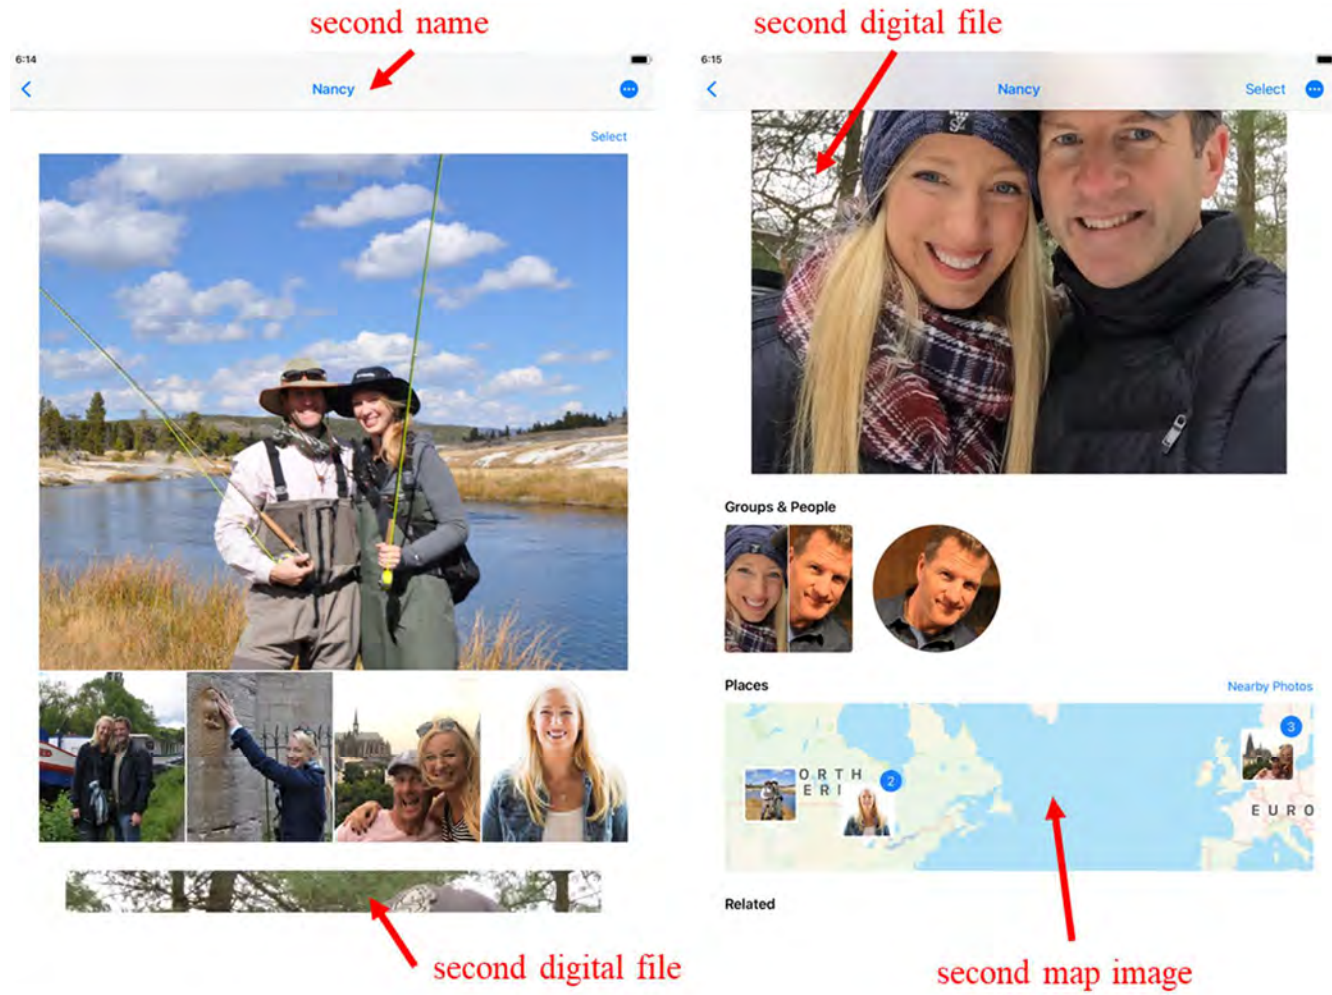 second name
second digital file
6:14
Nancy
Select
second digital file
6:15
Nancy
Select
Groups & People
Places
Nearby Photos
ORTH
ERI
2
3
EURO
Related
second map image